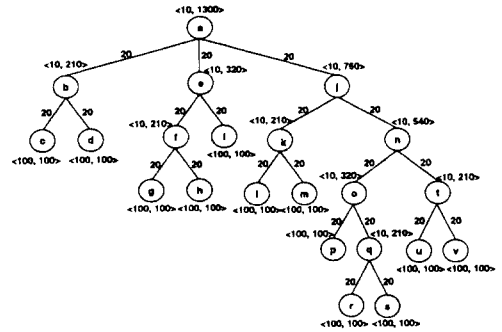 <10, 1300>
a
20 20 20
<10, 210> <10, 320> <10, 760>
b e j
20 20 20 20 20 20
<10, 210> <10, 210> <10, 540>
c d f i k n
<100, 100> <100, 100> <100, 100>
20 20 20 20 20 20
<10, 320> <10, 210>
g h l m o t
<100, 100> <100, 100> <100, 100> <100, 100>
20 20 20 20
<100, 100> <10, 210>
p q u v
<100, 100> <100, 100>
20 20
r s
<100, 100> <100, 100>